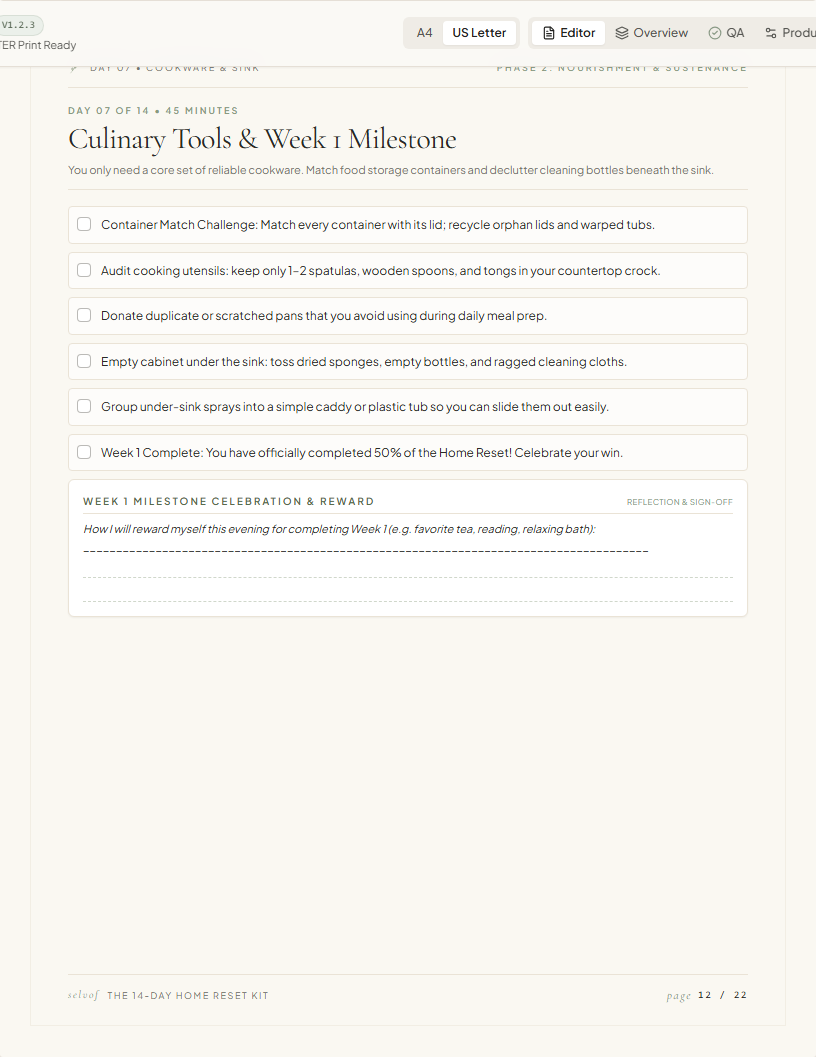 V1.2.3
TER Print Ready
A4 US Letter Editor Overview QA Produ
DAY 07 • COOKWARE & SINK PHASE 2: NOURISHMENT & SUSTENANCE
DAY 07 OF 14 • 45 MINUTES
Culinary Tools & Week 1 Milestone
You only need a core set of reliable cookware. Match food storage containers and declutter cleaning bottles beneath the sink.
Container Match Challenge: Match every container with its lid; recycle orphan lids and warped tubs.
Audit cooking utensils: keep only 1–2 spatulas, wooden spoons, and tongs in your countertop crock.
Donate duplicate or scratched pans that you avoid using during daily meal prep.
Empty cabinet under the sink: toss dried sponges, empty bottles, and ragged cleaning cloths.
Group under-sink sprays into a simple caddy or plastic tub so you can slide them out easily.
Week 1 Complete: You have officially completed 50% of the Home Reset! Celebrate your win.
WEEK 1 MILESTONE CELEBRATION & REWARD REFLECTION & SIGN-OFF
How I will reward myself this evening for completing Week 1 (e.g. favorite tea, reading, relaxing bath):
selvof THE 14-DAY HOME RESET KIT page 12 / 22